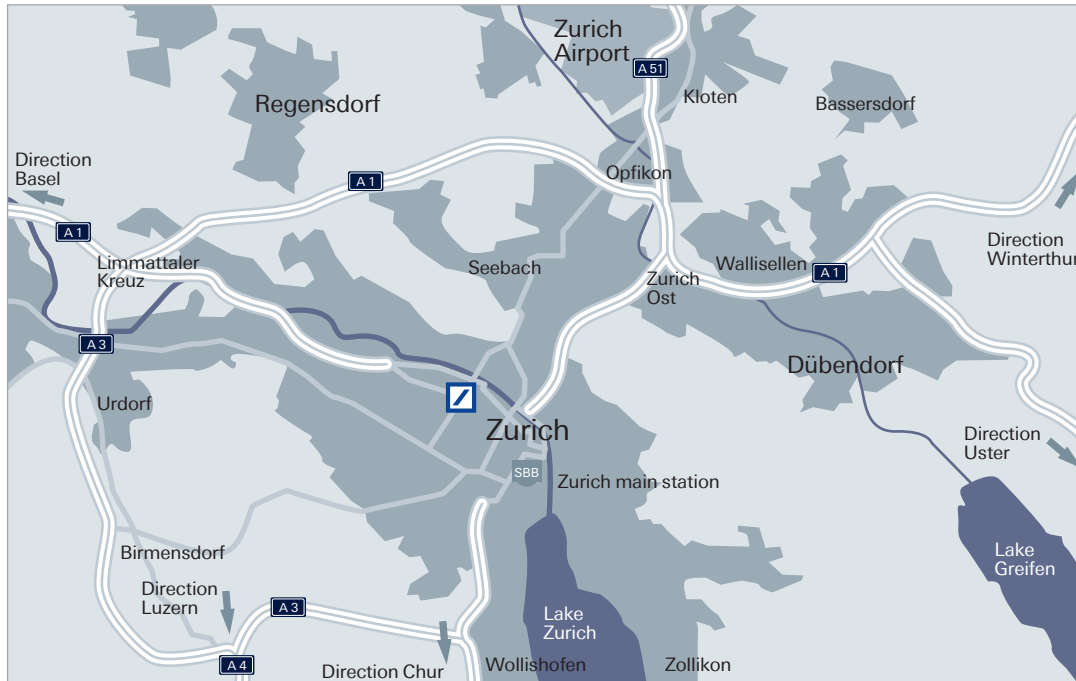 Zurich
Airport
A 51
Kloten
Bassersdorf
Regensdorf
Direction
Basel
A 1
Opfikon
A 1
Limmattaler
Kreuz
Seebach
Zurich
Ost
Wallisellen
A 1
Direction
Winterthur
A 3
Urdorf
Dübendorf
Zurich
Direction
Uster
SBB
Zurich main station
Birmensdorf
Direction
Luzern
A 3
Lake
Greifen
Lake
Zurich
A 4
Direction Chur
Wollishofen
Zollikon